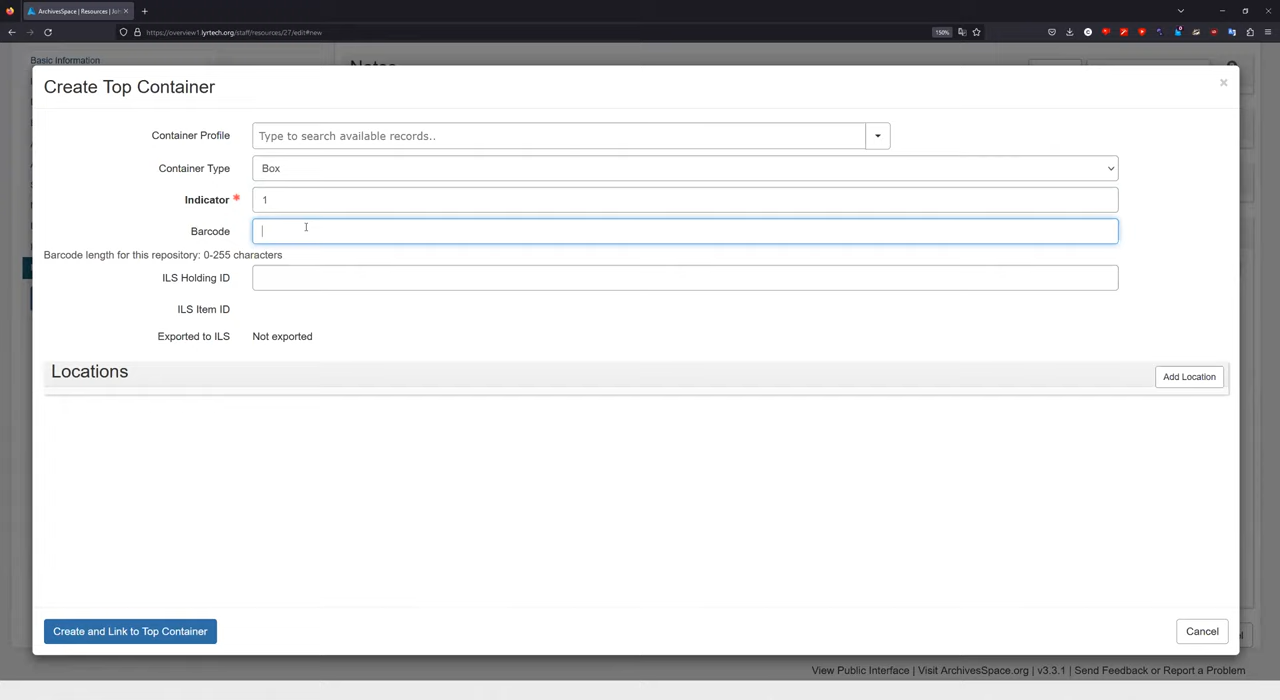 ArchivesSpace | Resources | Joh
https://overview1.lyrtech.org/staff/resources/27/edit#new
150%
Basic Information
Notes
Create Top Container
×
Container Profile
Type to search available records..
Container Type
Box
Indicator *
1
Barcode
Barcode length for this repository: 0-255 characters
ILS Holding ID
ILS Item ID
Exported to ILS
Not exported
Locations
Add Location
Create and Link to Top Container
Cancel
View Public Interface | Visit ArchivesSpace.org | v3.3.1 | Send Feedback or Report a Problem